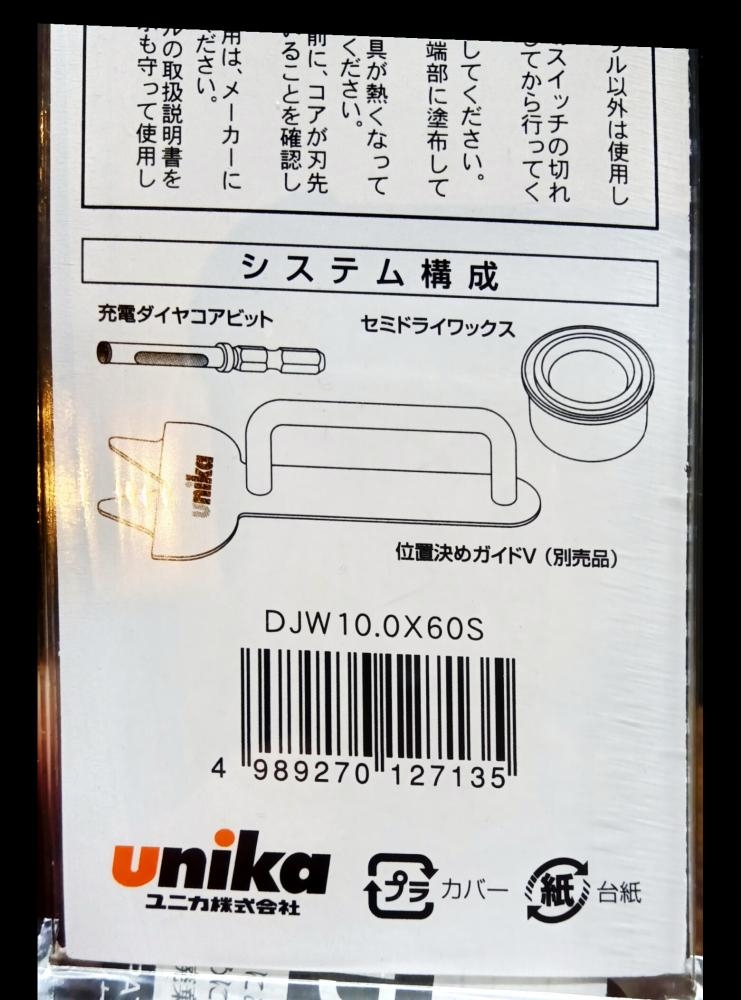 ル以外は使用し
スイッチの切れ
てから行ってく
してください。
端部に塗布して
具が熱くなって
ください。
前に、コアが刃先
いることを確認し
用は、メーカーに
ださい。
ルの取扱説明書を
も守って使用し
システム構成
充電ダイヤコアビット
セミドライワックス
unika
位置決めガイドV（別売品）
DJW10.0X60S
4 989270 127135
unika
ユニカ株式会社
プラ カバー
紙 台紙